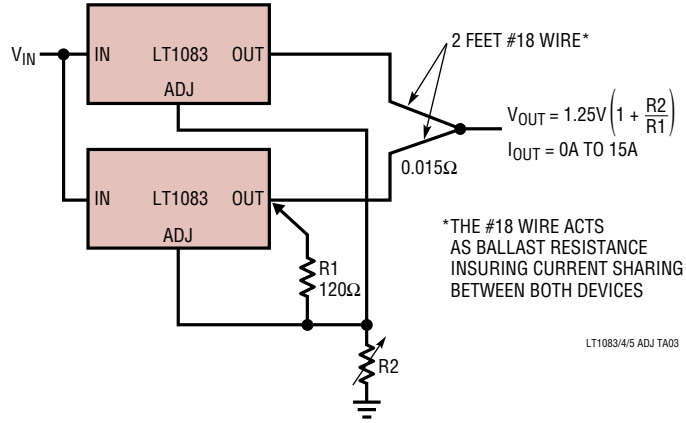 V_IN
IN LT1083 OUT
ADJ
IN LT1083 OUT
ADJ
R1
120Ω
R2
2 FEET #18 WIRE*
0.015Ω
V_OUT = 1.25V (1 + R2/R1)
I_OUT = 0A TO 15A
*THE #18 WIRE ACTS
AS BALLAST RESISTANCE
INSURING CURRENT SHARING
BETWEEN BOTH DEVICES
LT1083/4/5 ADJ TA03